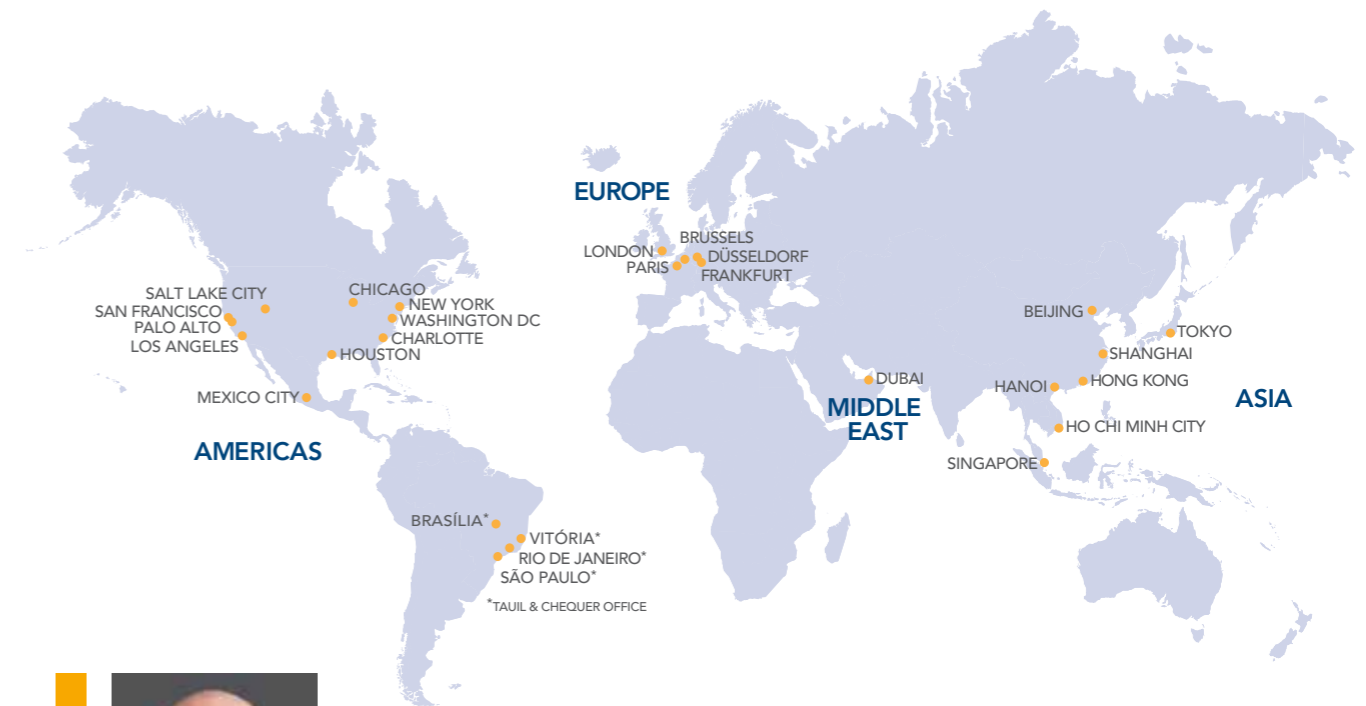 EUROPE
BRUSSELS
LONDON
DÜSSELDORF
PARIS
FRANKFURT
SALT LAKE CITY
CHICAGO
SAN FRANCISCO
NEW YORK
PALO ALTO
WASHINGTON DC
LOS ANGELES
CHARLOTTE
HOUSTON
MEXICO CITY
AMERICAS
BEIJING
TOKYO
SHANGHAI
DUBAI
HANOI
HONG KONG
MIDDLE
EAST
ASIA
HO CHI MINH CITY
SINGAPORE
BRASÍLIA*
VITÓRIA*
RIO DE JANEIRO*
SÃO PAULO*
*TAUIL & CHEQUER OFFICE